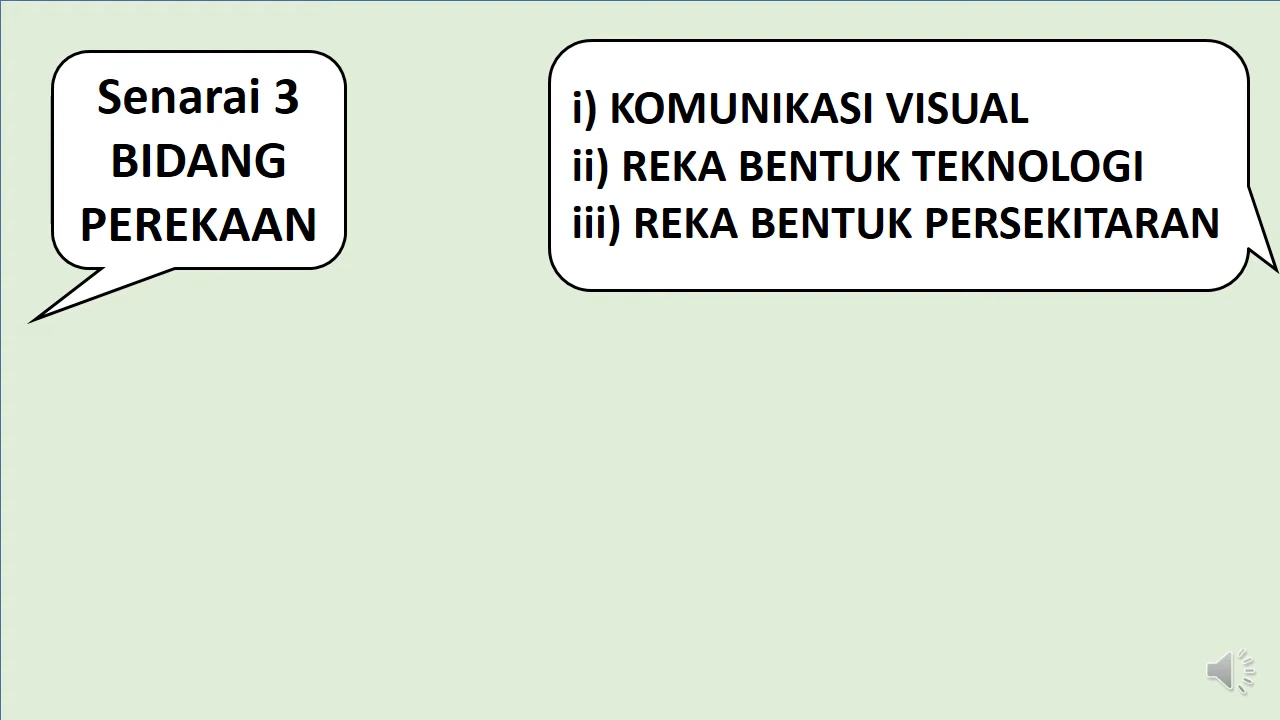 Senarai 3
BIDANG
PEREKAAN
i) KOMUNIKASI VISUAL
ii) REKA BENTUK TEKNOLOGI
iii) REKA BENTUK PERSEKITARAN